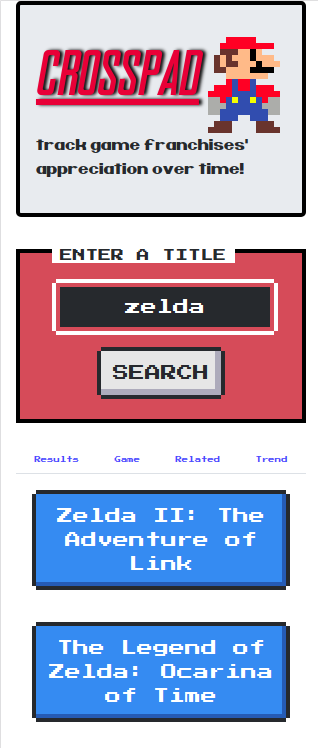 CROSSPAD
track game franchises'
appreciation over time!
ENTER A TITLE
zelda
SEARCH
Results Game Related Trend
Zelda II: The
Adventure of
Link
The Legend of
Zelda: Ocarina
of Time